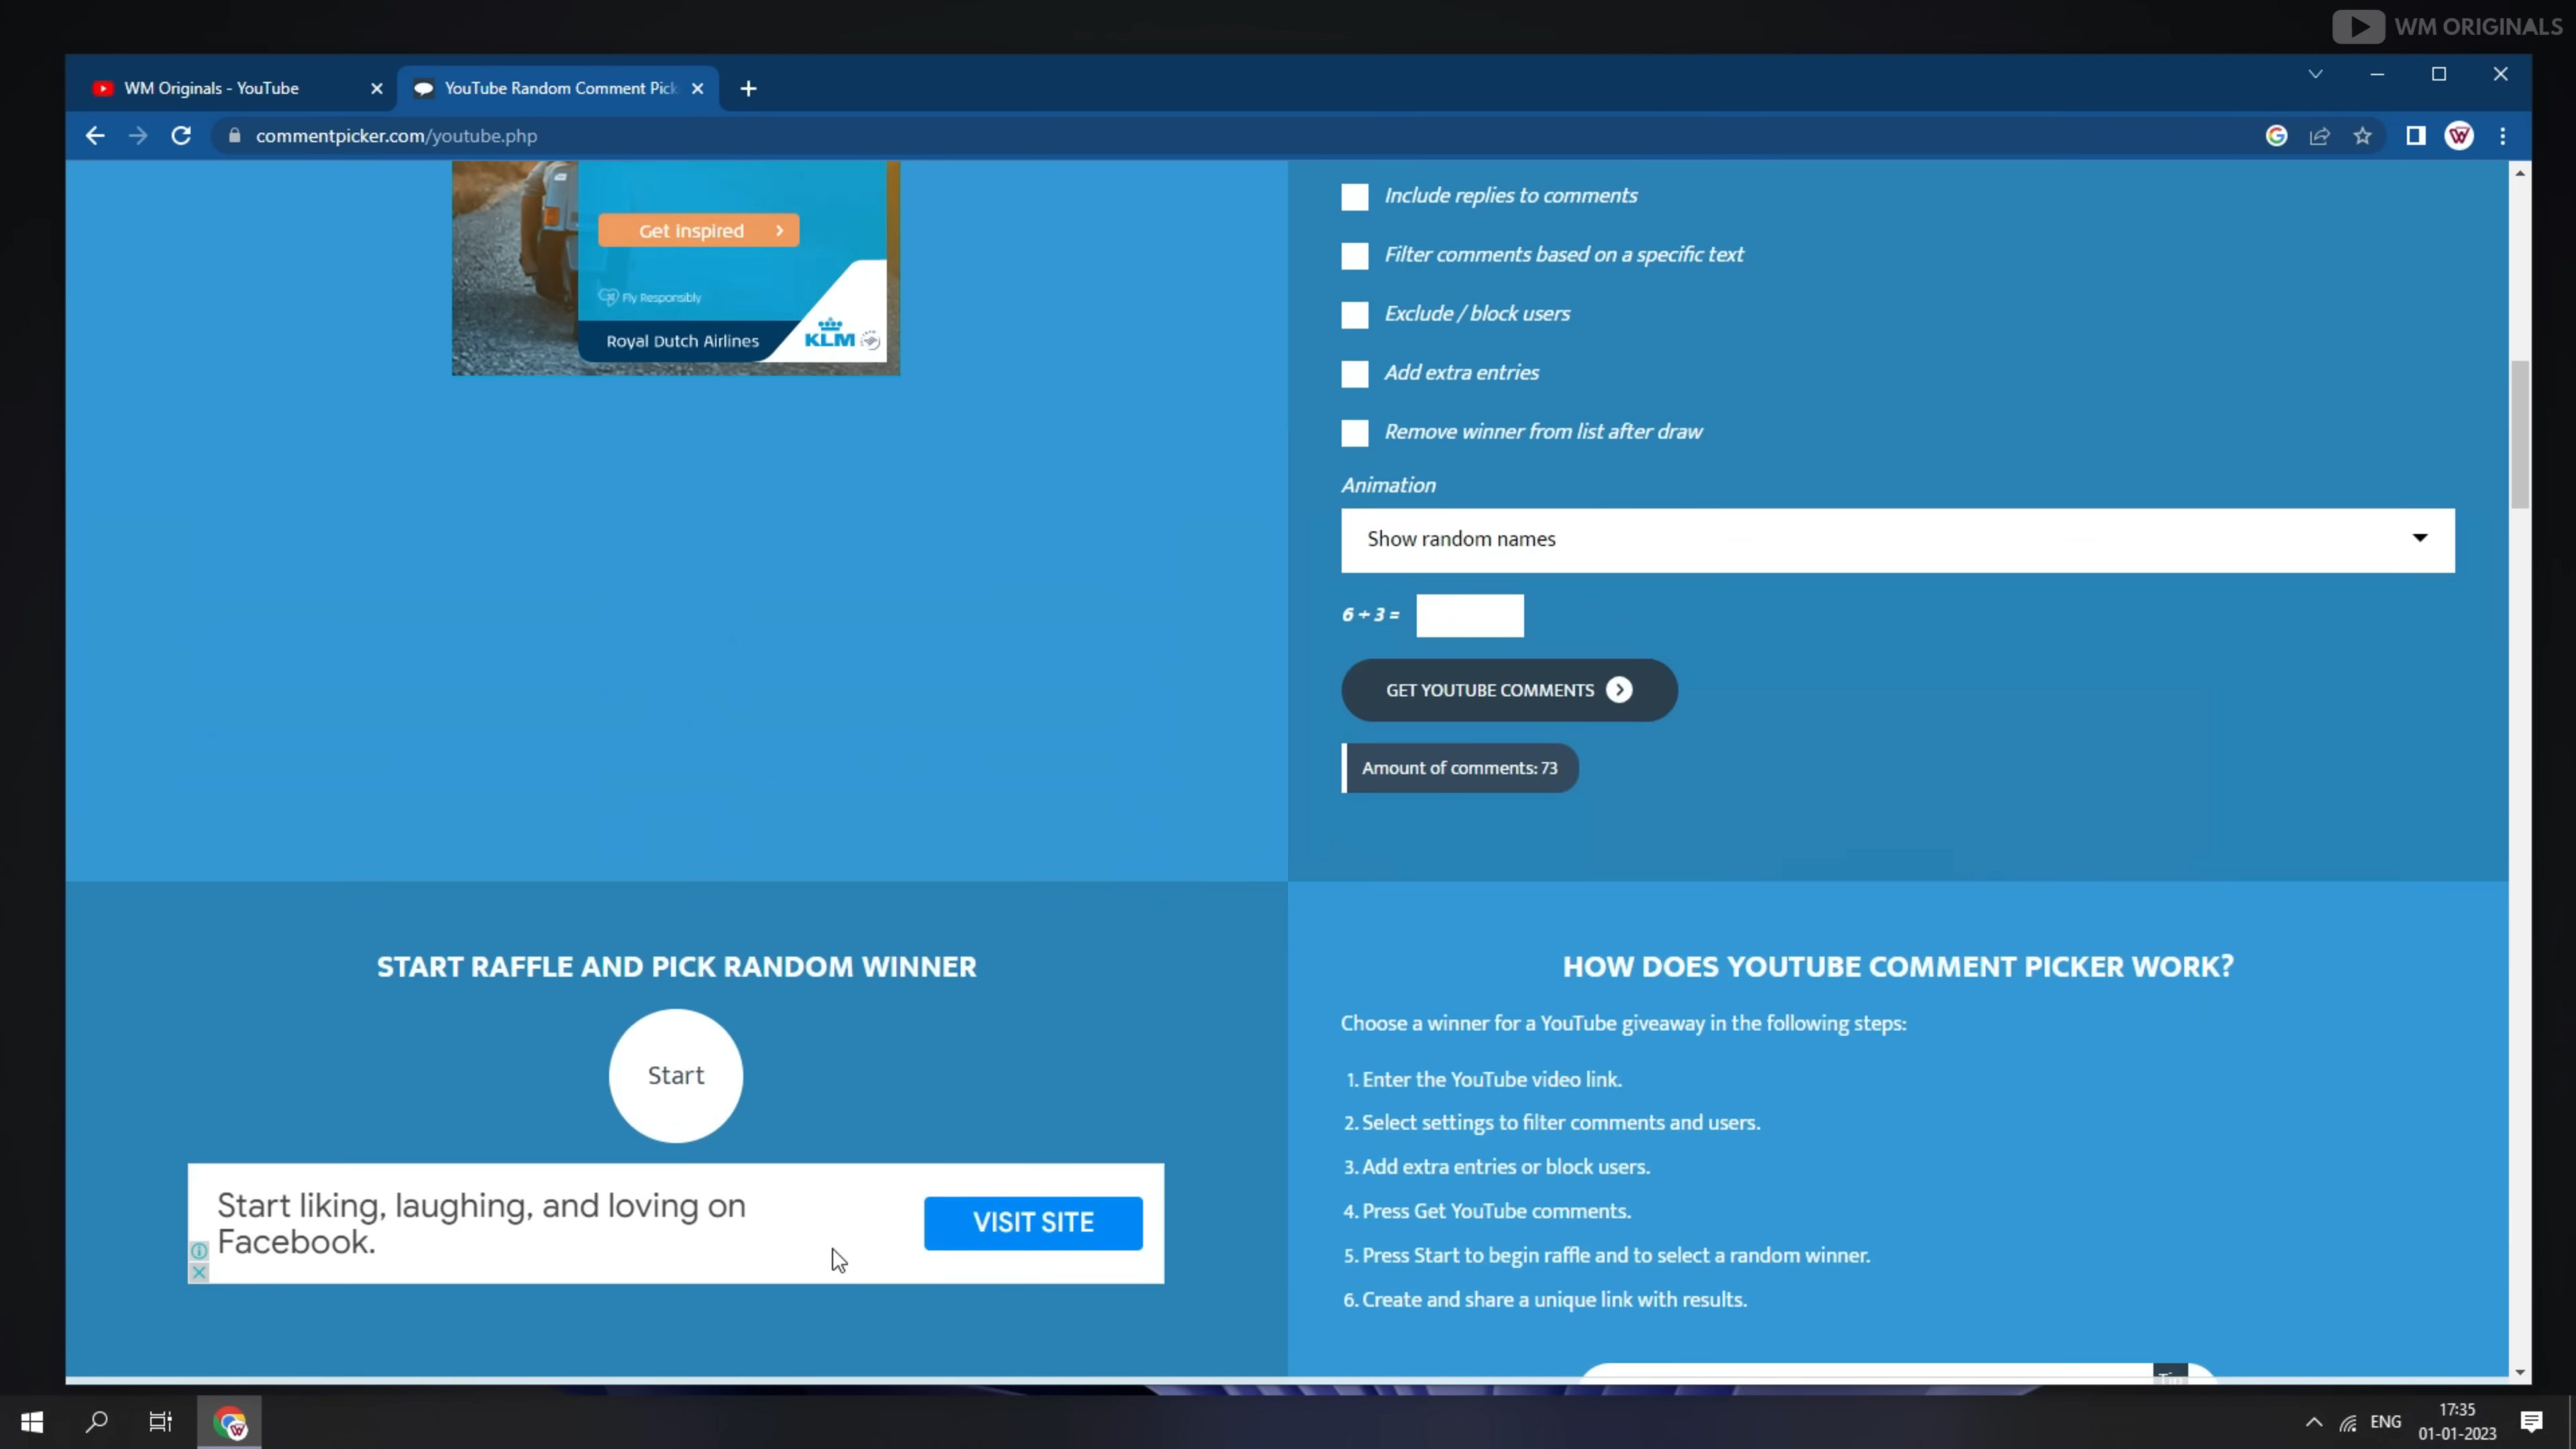 WM ORIGINALS
WM Originals - YouTube
YouTube Random Comment Pick
commentpicker.com/youtube.php
Get inspired
Fly Responsibly
Royal Dutch Airlines
KLM
Include replies to comments
Filter comments based on a specific text
Exclude / block users
Add extra entries
Remove winner from list after draw
Animation
Show random names
6 ÷ 3 =
GET YOUTUBE COMMENTS
Amount of comments: 73
START RAFFLE AND PICK RANDOM WINNER
Start
Start liking, laughing, and loving on
Facebook.
VISIT SITE
HOW DOES YOUTUBE COMMENT PICKER WORK?
Choose a winner for a YouTube giveaway in the following steps:
1. Enter the YouTube video link.
2. Select settings to filter comments and users.
3. Add extra entries or block users.
4. Press Get YouTube comments.
5. Press Start to begin raffle and to select a random winner.
6. Create and share a unique link with results.
ENG
17:35
01-01-2023